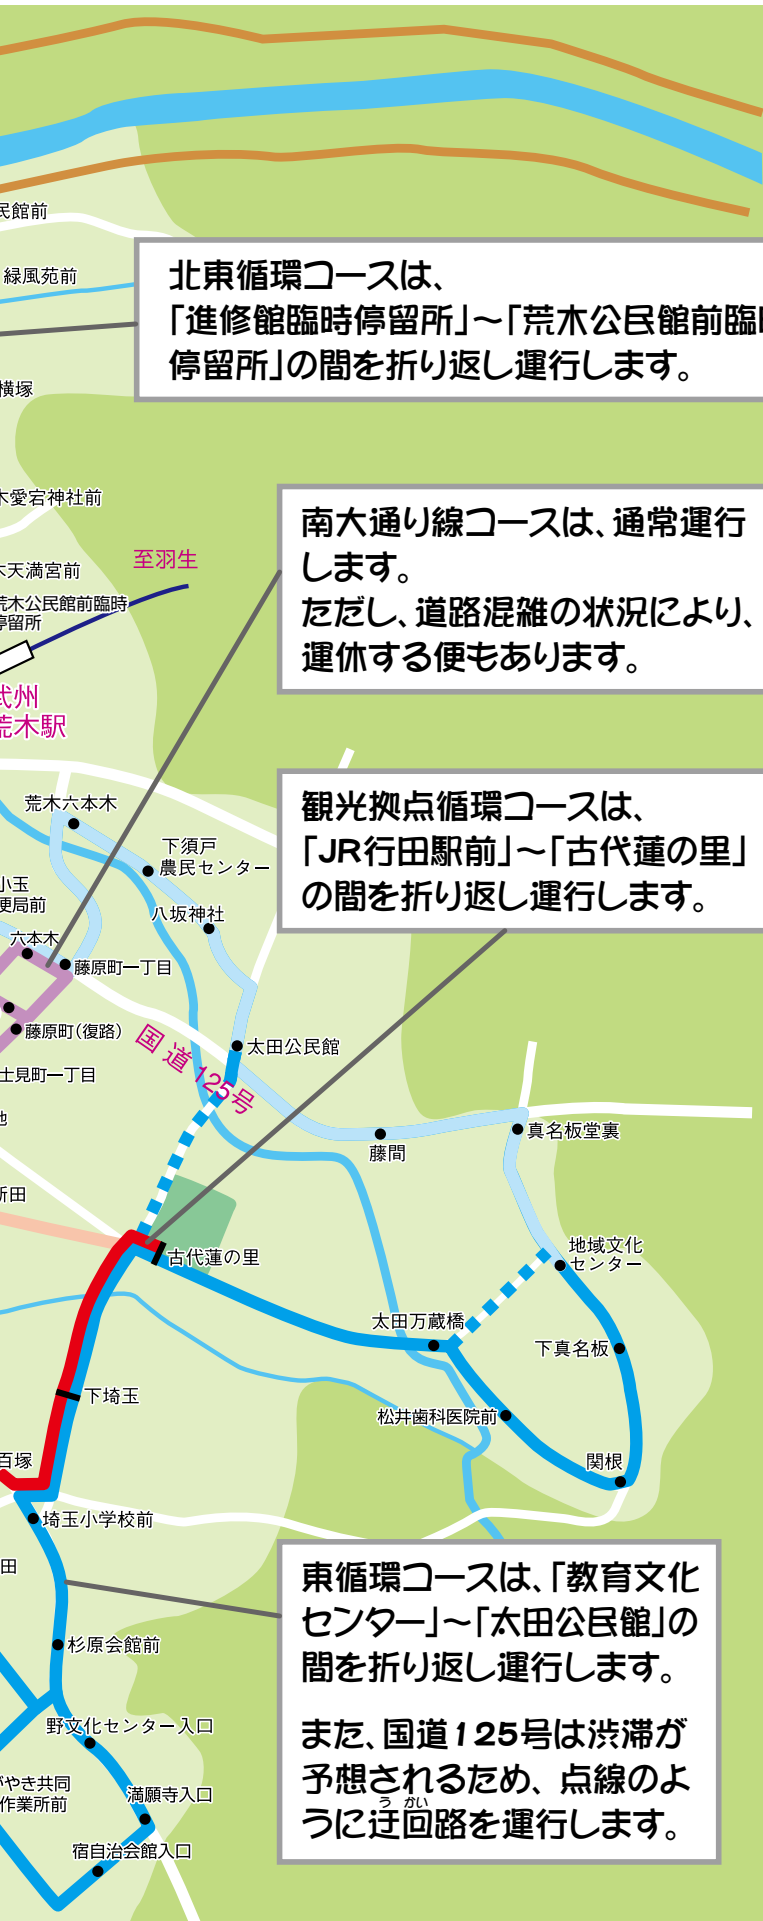 民館前
緑風苑前
北東循環コースは、
「進修館臨時停留所」～「荒木公民館前臨時
停留所」の間を折り返し運行します。
横塚
木愛宕神社前
南大通り線コースは、通常運行
します。
ただし、道路混雑の状況により、
運休する便もあります。
木天満宮前
至羽生
荒木公民館前臨時
停留所
武州
荒木駅
観光拠点循環コースは、
「JR行田駅前」～「古代蓮の里」
の間を折り返し運行します。
荒木六本木
下須戸
農民センター
小玉
便局前
八坂神社
六本木
藤原町一丁目
藤原町(復路)
国道125号
太田公民館
士見町一丁目
真名板堂裏
藤間
新田
古代蓮の里
地域文化
センター
太田万蔵橋
下真名板
下埼玉
松井歯科医院前
百塚
関根
埼玉小学校前
田
東循環コースは、「教育文化
センター」～「太田公民館」の
間を折り返し運行します。
また、国道125号は渋滞が
予想されるため、点線のよ
うに迂回路を運行します。
う かい
杉原会館前
野文化センター入口
がやき共同
作業所前
満願寺入口
宿自治会館入口